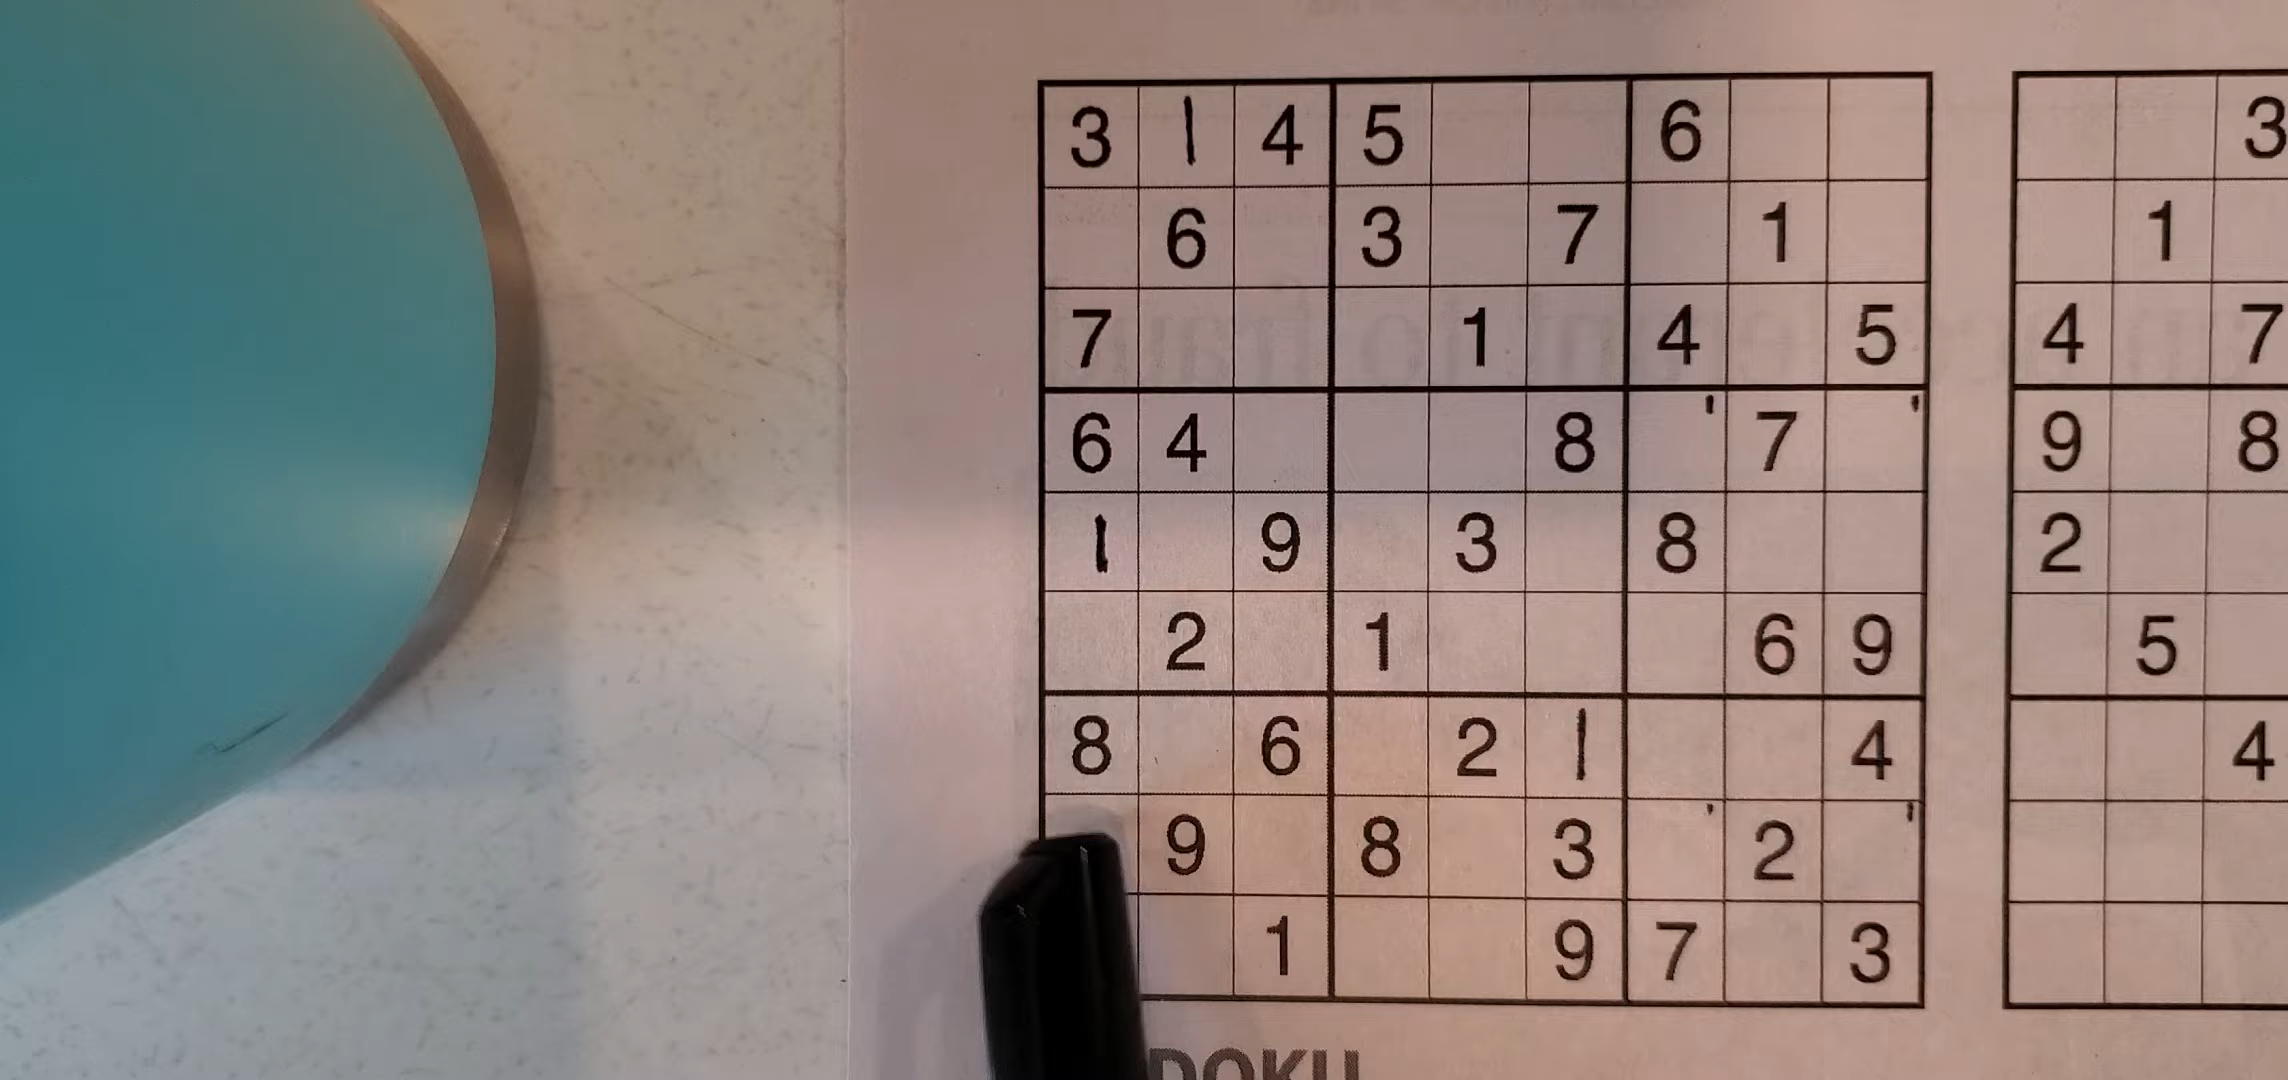 3 1 4 5 6 3
6 3 7 1 1
7 1 4 5 4 7
6 4 8 ' 7 ' 9 8
1 9 3 8 2
2 1 6 9 5
8 6 2 1 4 4
9 8 3 ' 2 '
1 9 7 3
DOKU